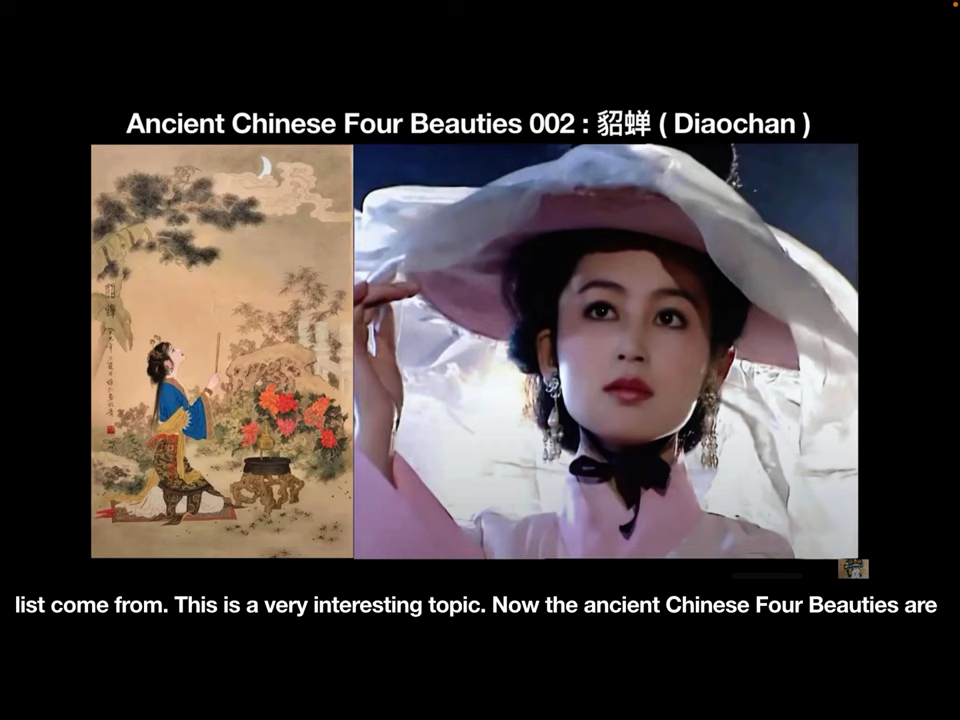 Ancient Chinese Four Beauties 002 : 貂蝉 ( Diaochan )
list come from. This is a very interesting topic. Now the ancient Chinese Four Beauties are